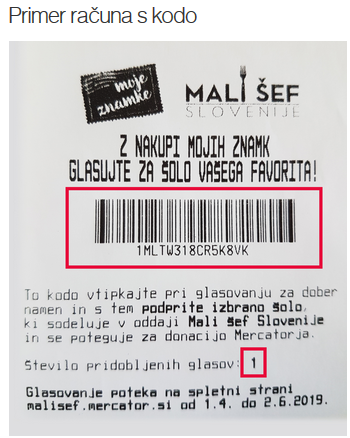 Primer računa s kodo
moje
znamke
MALI ŠEF
SLOVENIJE
Z NAKUPI MOJIH ZNAMK
GLASUJTE ZA ŠOLO VAŠEGA FAVORITA!
1MLTW318CR5K8VK
To kodo vtipkajte pri glasovanju za dober
namen in s tem podprite izbrano šolo,
ki sodeluje v oddaji Mali šef Slovenije
in se poteguje za donacijo Mercatorja.
Število pridobljenih glasov: 1
Glasovanje poteka na spletni strani
malisef.mercator.si od 1.4. do 2.6.2019.